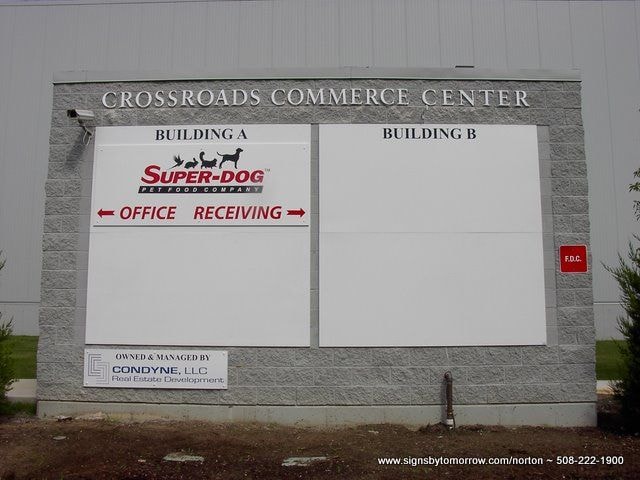 CROSSROADS COMMERCE CENTER
BUILDING A
SUPER-DOG™
PET FOOD COMPANY
OFFICE RECEIVING
BUILDING B
F.D.C.
OWNED & MANAGED BY
CONDYNE, LLC
Real Estate Development
www.signsbytomorrow.com/norton ~ 508-222-1900